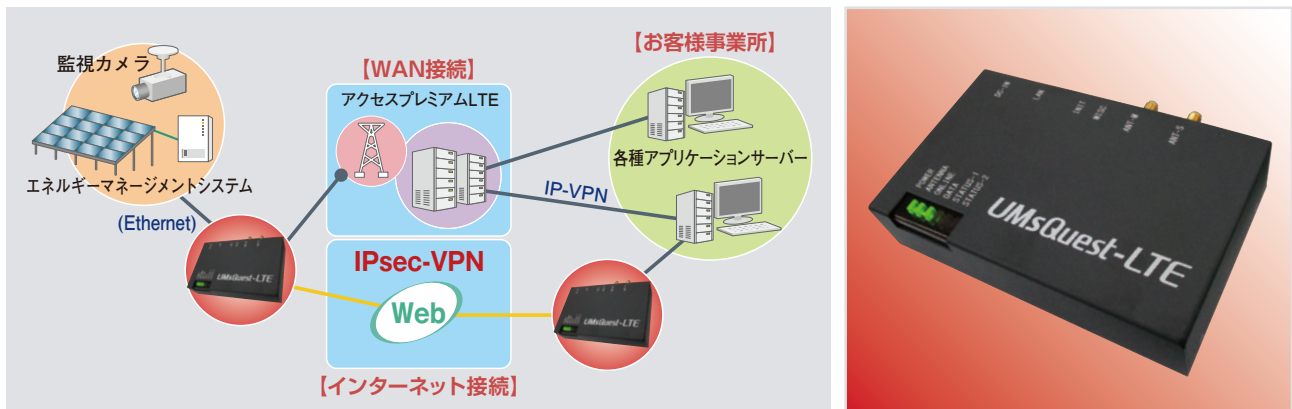 監視カメラ
エネルギーマネージメントシステム
(Ethernet)
UMsQuest-LTE
【WAN接続】
アクセスプレミアムLTE
IP-VPN
IPsec-VPN
Web
【インターネット接続】
【お客様事業所】
各種アプリケーションサーバー
UMsQuest-LTE
DC-IN
LAN
INIT
MISC
ANT-M
ANT-S
POWER
ANTENNA
ONLINE
DATA
STATUS-1
STATUS-2
UMsQuest-LTE